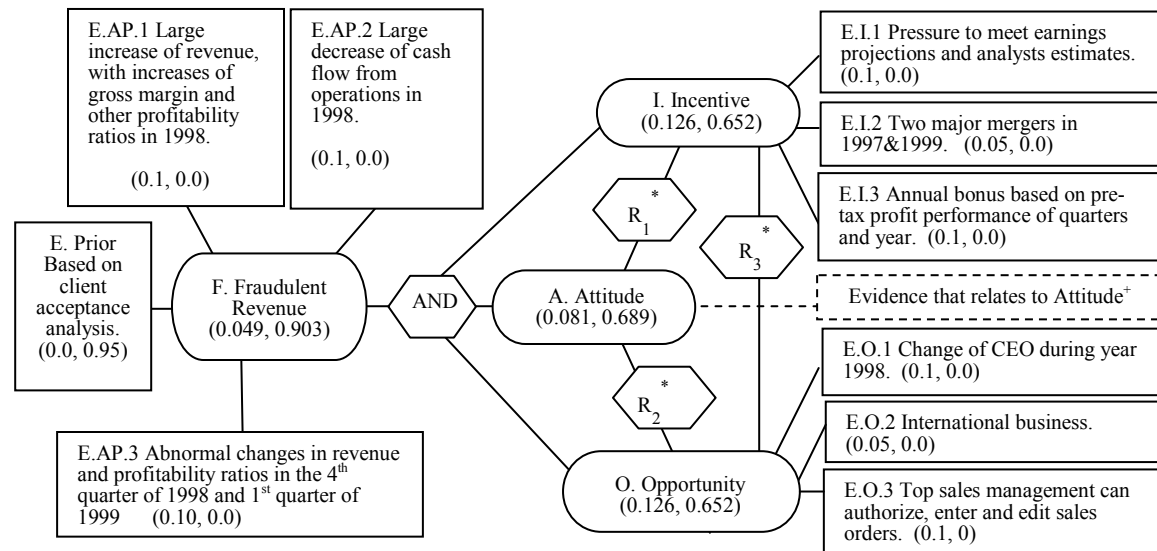 E.AP.1 Large
increase of revenue,
with increases of
gross margin and
other profitability
ratios in 1998.
(0.1, 0.0)
E.AP.2 Large
decrease of cash
flow from
operations in
1998.
(0.1, 0.0)
E. Prior
Based on
client
acceptance
analysis.
(0.0, 0.95)
F. Fraudulent
Revenue
(0.049, 0.903)
E.AP.3 Abnormal changes in revenue
and profitability ratios in the 4th
quarter of 1998 and 1st quarter of
1999 (0.10, 0.0)
AND
I. Incentive
(0.126, 0.652)
R1*
R3*
A. Attitude
(0.081, 0.689)
R2*
O. Opportunity
(0.126, 0.652)
E.I.1 Pressure to meet earnings
projections and analysts estimates.
(0.1, 0.0)
E.I.2 Two major mergers in
1997&1999. (0.05, 0.0)
E.I.3 Annual bonus based on pre-
tax profit performance of quarters
and year. (0.1, 0.0)
Evidence that relates to Attitude+
E.O.1 Change of CEO during year
1998. (0.1, 0.0)
E.O.2 International business.
(0.05, 0.0)
E.O.3 Top sales management can
authorize, enter and edit sales
orders. (0.1, 0)